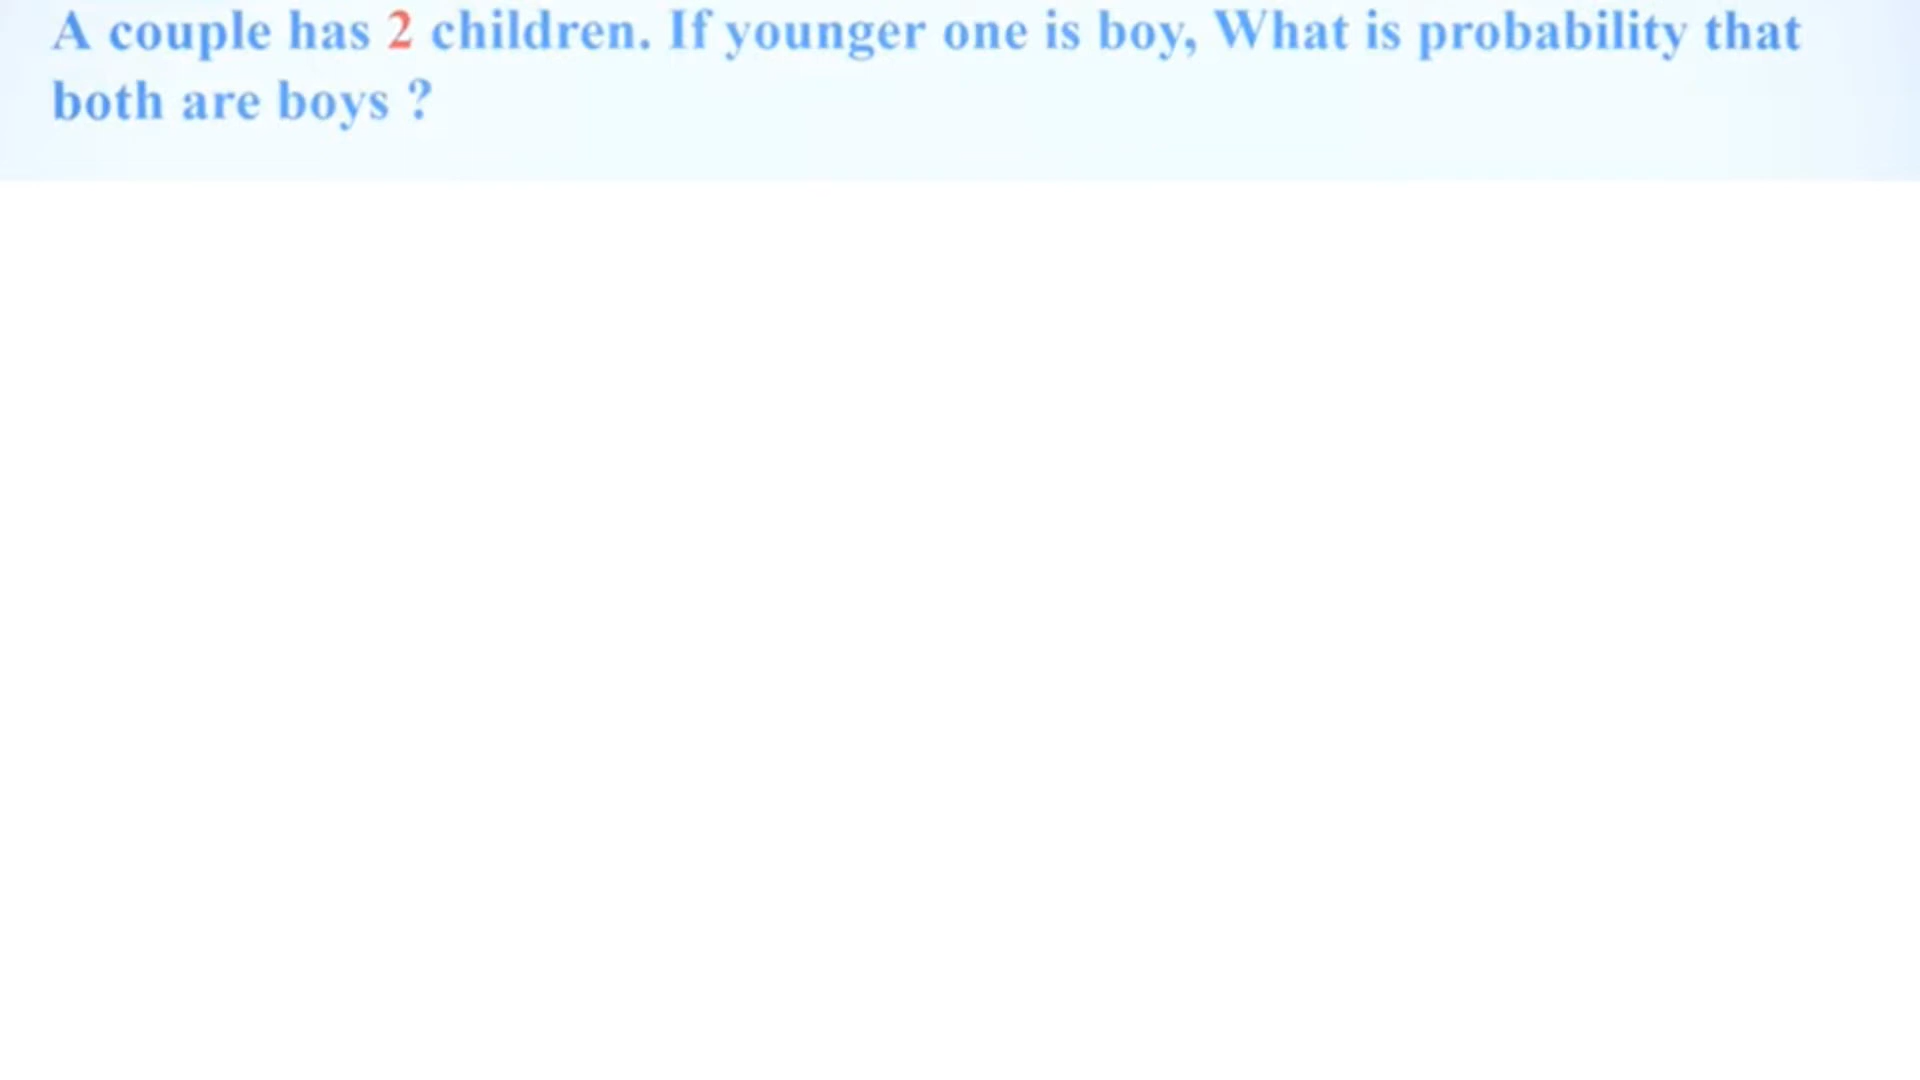 A couple has 2 children. If younger one is boy, What is probability that
both are boys ?